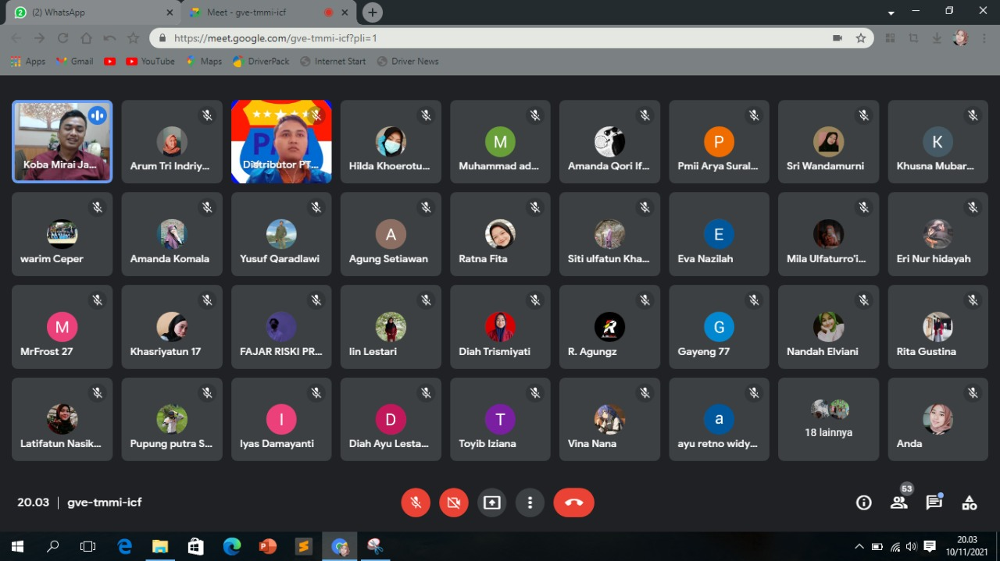 (2) WhatsApp
Meet - gve-tmmi-icf
https://meet.google.com/gve-tmmi-icf?pli=1
Apps Gmail YouTube Maps DriverPack Internet Start Driver News
Koba Mirai Ja... Arum Tri Indriy... Distributor PT... Hilda Khoerotu... Muhammad ad... Amanda Qori If... Pmii Arya Sural... Sri Wandamurni Khusna Mubar...
M P K
warim Ceper Amanda Komala Yusuf Qaradlawi Agung Setiawan Ratna Fita Siti ulfatun Kha... Eva Nazilah Mila Ulfaturro'i... Eri Nur hidayah
A E
MrFrost 27 Khasriyatun 17 FAJAR RISKI PR... Iin Lestari Diah Trismiyati R. Agungz Gayeng 77 Nandah Elviani Rita Gustina
M R G
Latifatun Nasik... Pupung putra S... Iyas Damayanti Diah Ayu Lesta... Toyib Iziana Vina Nana ayu retno widy... 18 lainnya Anda
I D T a
20.03 | gve-tmmi-icf
53
20.03
10/11/2021